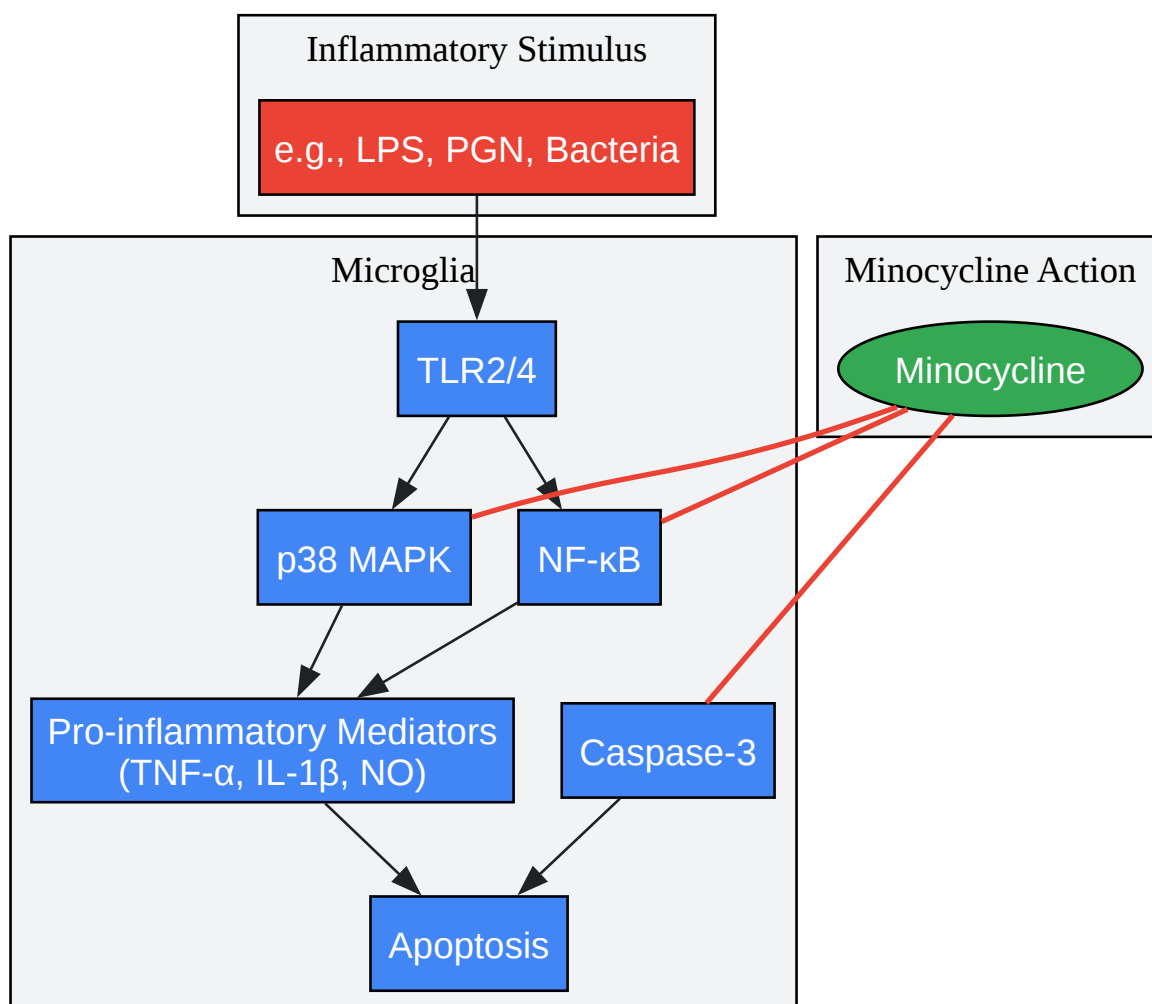 Inflammatory Stimulus
e.g., LPS, PGN, Bacteria
Microglia
Minocycline Action
TLR2/4
Minocycline
p38 MAPK
NF-κB
Pro-inflammatory Mediators
(TNF-α, IL-1β, NO)
Caspase-3
Apoptosis